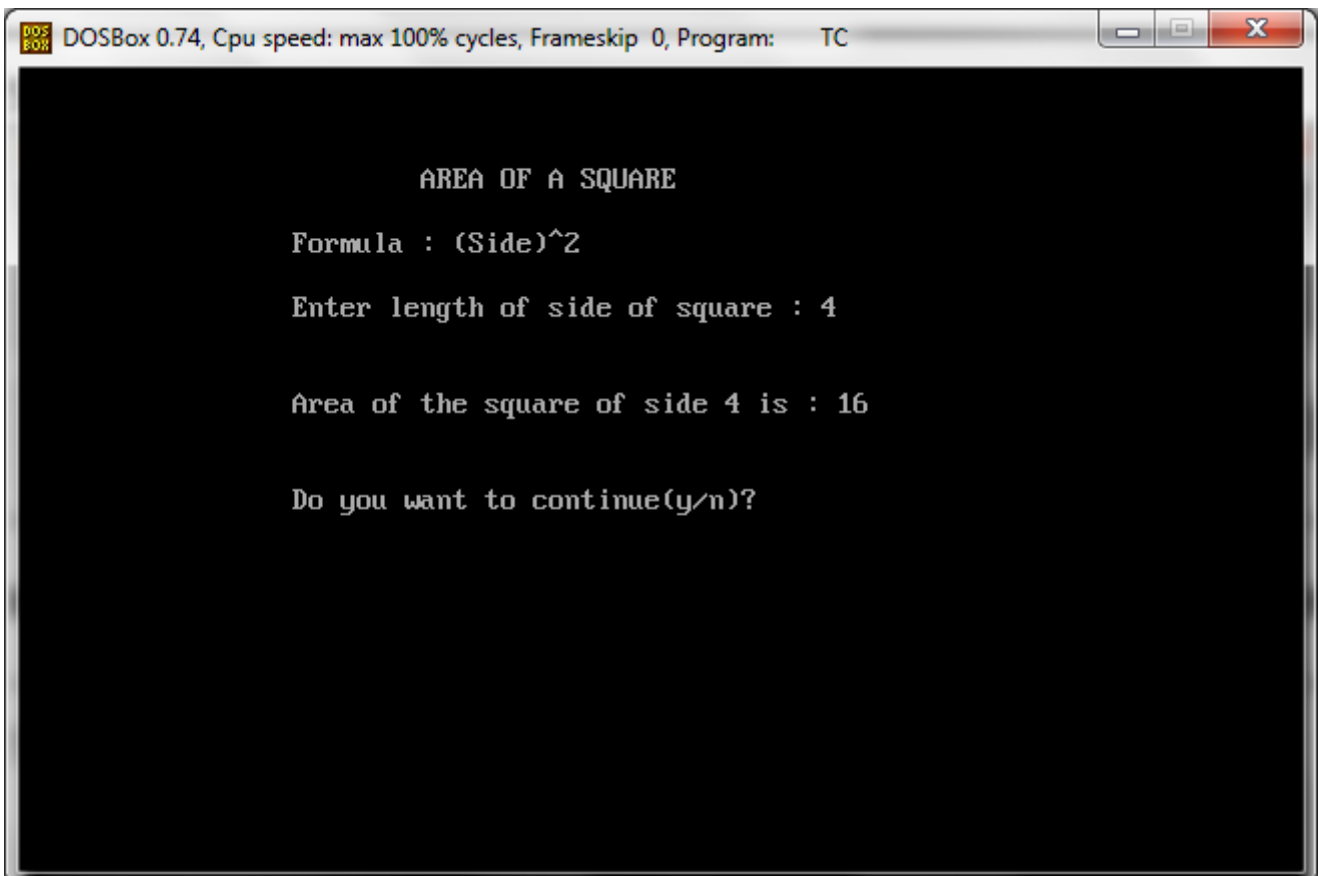 DOS BOX DOSBox 0.74, Cpu speed: max 100% cycles, Frameskip 0, Program: TC
AREA OF A SQUARE
Formula : (Side)^2
Enter length of side of square : 4
Area of the square of side 4 is : 16
Do you want to continue(y/n)?